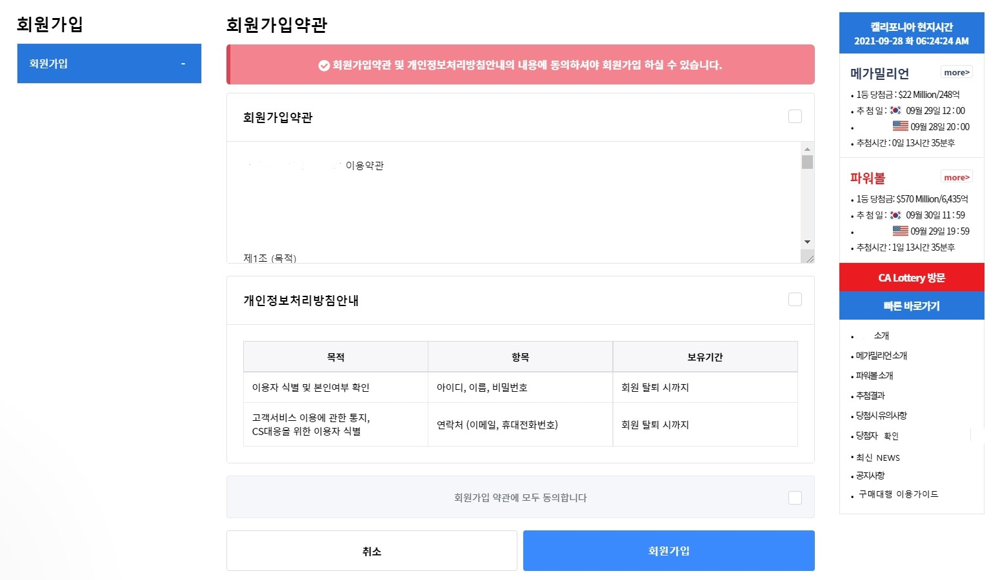 회원가입
회원가입 -
회원가입약관
회원가입약관 및 개인정보처리방침안내의 내용에 동의하셔야 회원가입 하실 수 있습니다.
회원가입약관
이용약관
제1조 (목적)
개인정보처리방침안내
목적 항목 보유기간
이용자 식별 및 본인여부 확인 아이디, 이름, 비밀번호 회원 탈퇴 시까지
고객서비스 이용에 관한 통지,
CS대응을 위한 이용자 식별 연락처 (이메일, 휴대전화번호) 회원 탈퇴 시까지
회원가입 약관에 모두 동의합니다
취소 회원가입
캘리포니아 현지시간
2021-09-28 화 06:24:24 AM
메가밀리언 more>
• 1등 당첨금 : $22 Million/248억
• 추 첨 일 : 09월 29일 12 : 00
• 09월 28일 20 : 00
• 추첨시간 : 0일 13시간 35분후
파워볼 more>
• 1등 당첨금: $570 Million/6,435억
• 추 첨 일 : 09월 30일 11 : 59
• 09월 29일 19 : 59
• 추첨시간 : 1일 13시간 35분후
CA Lottery 방문
빠른 바로가기
• 소개
• 메가밀리언소개
• 파워볼소개
• 추첨결과
• 당첨시 유의사항
• 당첨자 확인
• 최신 NEWS
• 공지사항
• 구매대행 이용가이드